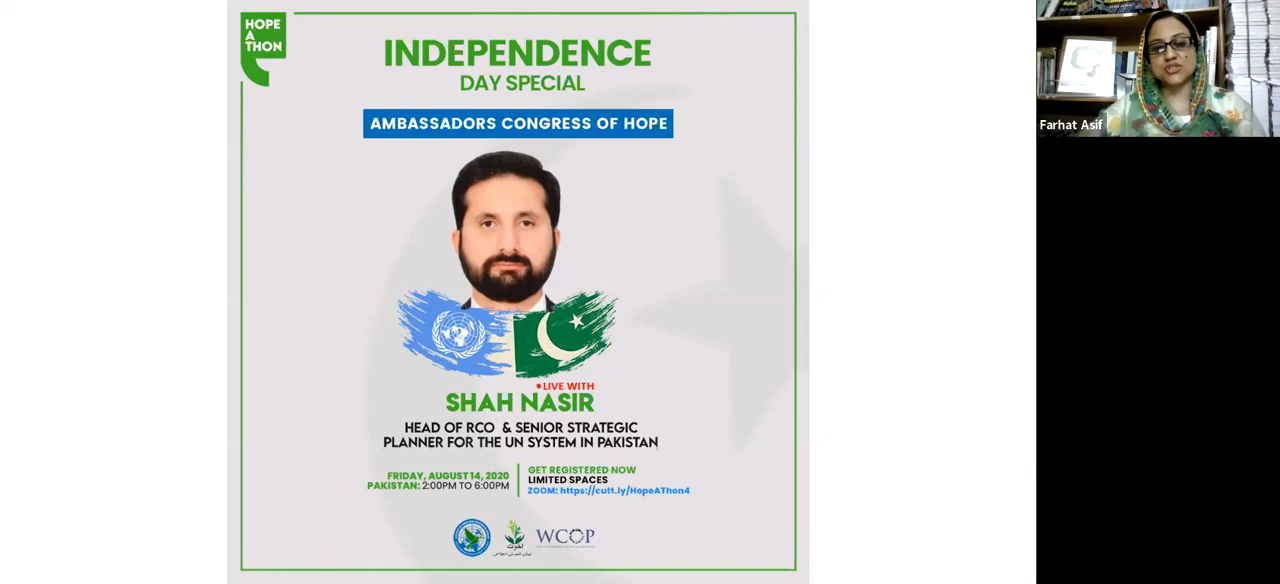 HOPE
A
THON
INDEPENDENCE
DAY SPECIAL
AMBASSADORS CONGRESS OF HOPE
•LIVE WITH
SHAH NASIR
HEAD OF RCO & SENIOR STRATEGIC
PLANNER FOR THE UN SYSTEM IN PAKISTAN
FRIDAY, AUGUST 14, 2020
PAKISTAN: 2:00PM TO 6:00PM
GET REGISTERED NOW
LIMITED SPACES
ZOOM: https://cutt.ly/HopeAThon4
اخوت
WCOP
Farhat Asif